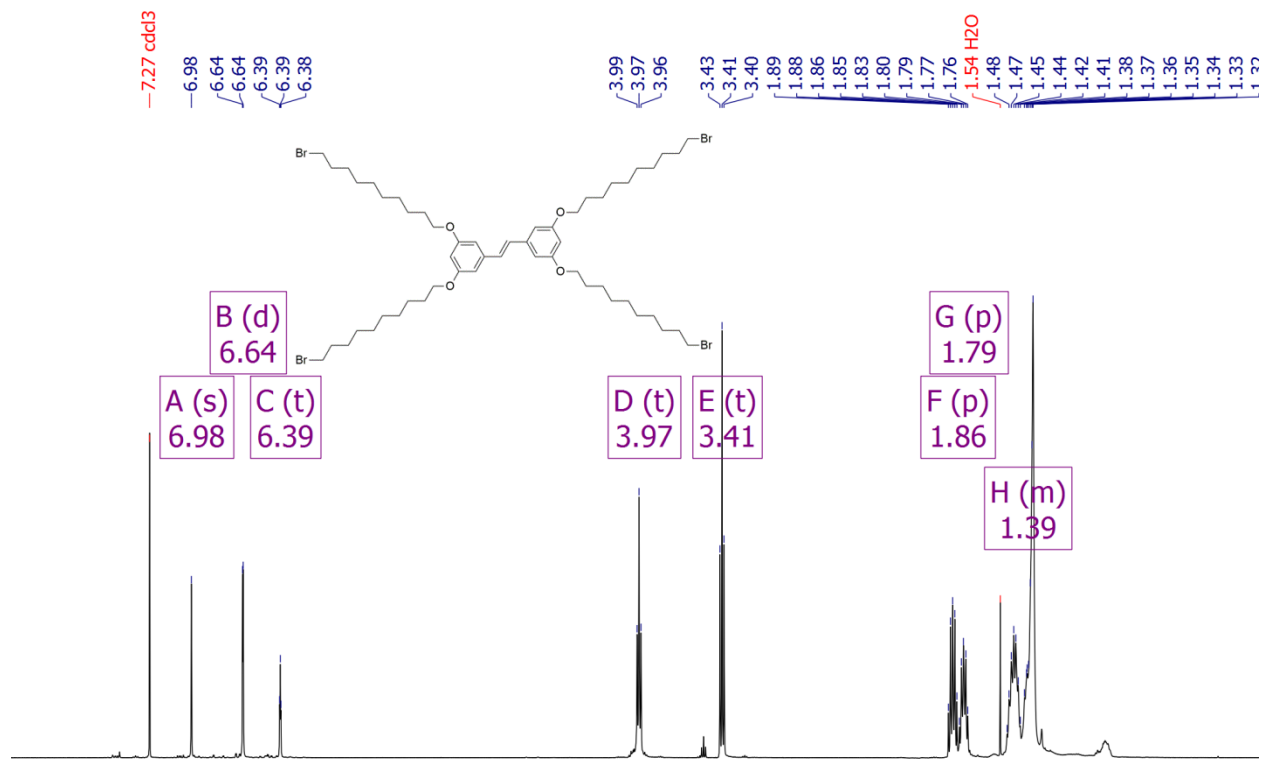 7.27 cdcl3
6.98
6.64
6.64
6.39
6.39
6.38
3.99
3.97
3.96
3.43
3.41
3.40
1.89
1.88
1.86
1.85
1.83
1.80
1.79
1.77
1.76
1.54 H2O
1.48
1.47
1.45
1.44
1.42
1.41
1.38
1.37
1.36
1.35
1.34
1.33
1.32
Br
Br
O
O
O
O
Br
Br
B (d)
6.64
G (p)
1.79
A (s)
6.98
C (t)
6.39
D (t)
3.97
E (t)
3.41
F (p)
1.86
H (m)
1.39